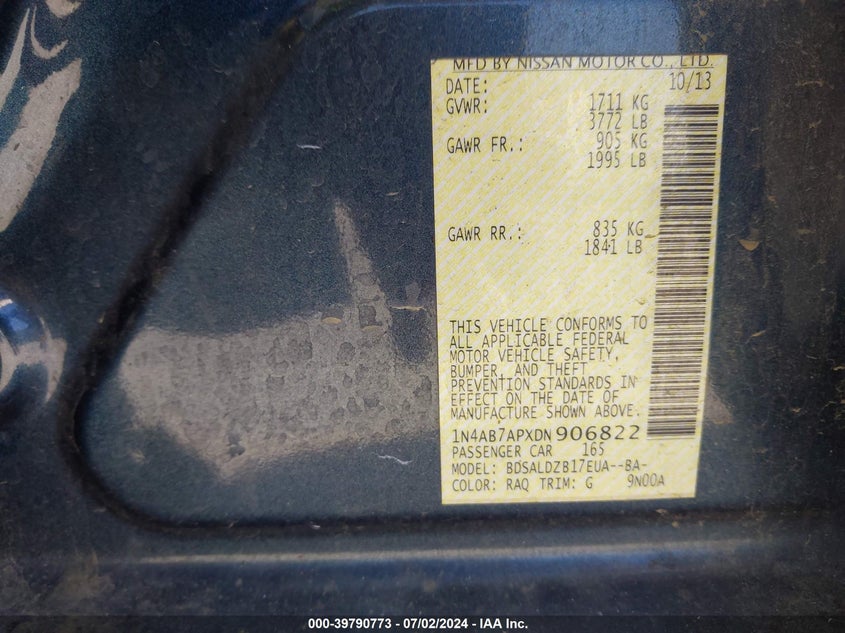 MFD BY NISSAN MOTOR CO., LTD.
DATE: 10/13
GVWR: 1711 KG
3772 LB
GAWR FR.: 905 KG
1995 LB
GAWR RR.: 835 KG
1841 LB
THIS VEHICLE CONFORMS TO
ALL APPLICABLE FEDERAL
MOTOR VEHICLE SAFETY,
BUMPER, AND THEFT
PREVENTION STANDARDS IN
EFFECT ON THE DATE OF
MANUFACTURE SHOWN ABOVE.
1N4AB7APXDN906822
PASSENGER CAR 165
MODEL: BDSALDZB17EUA--BA-
COLOR: RAQ TRIM: G 9N00A
000-39790773 - 07/02/2024 - IAA Inc.